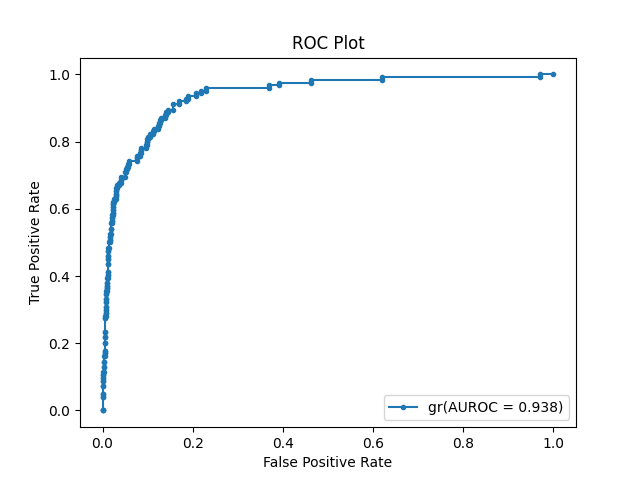 ROC Plot
True Positive Rate
1.0
0.8
0.6
0.4
0.2
0.0
gr(AUROC = 0.938)
0.0 0.2 0.4 0.6 0.8 1.0
False Positive Rate